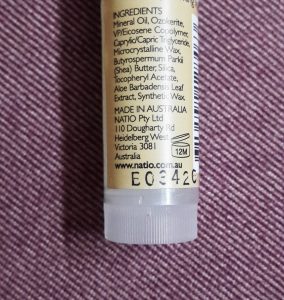 INGREDIENTS
Mineral Oil, Ozokerite,
VP/Eicosene Copolymer,
Caprylic/Capric Triglyceride,
Microcrystalline Wax,
Butyrospermum Parkii
(Shea) Butter, Silica,
Tocopheryl Acetate,
Aloe Barbadensis Leaf
Extract, Synthetic Wax.
MADE IN AUSTRALIA
NATIO Pty Ltd
110 Dougharty Rd
Heidelberg West
Victoria 3081
Australia
12M
www.natio.com.au